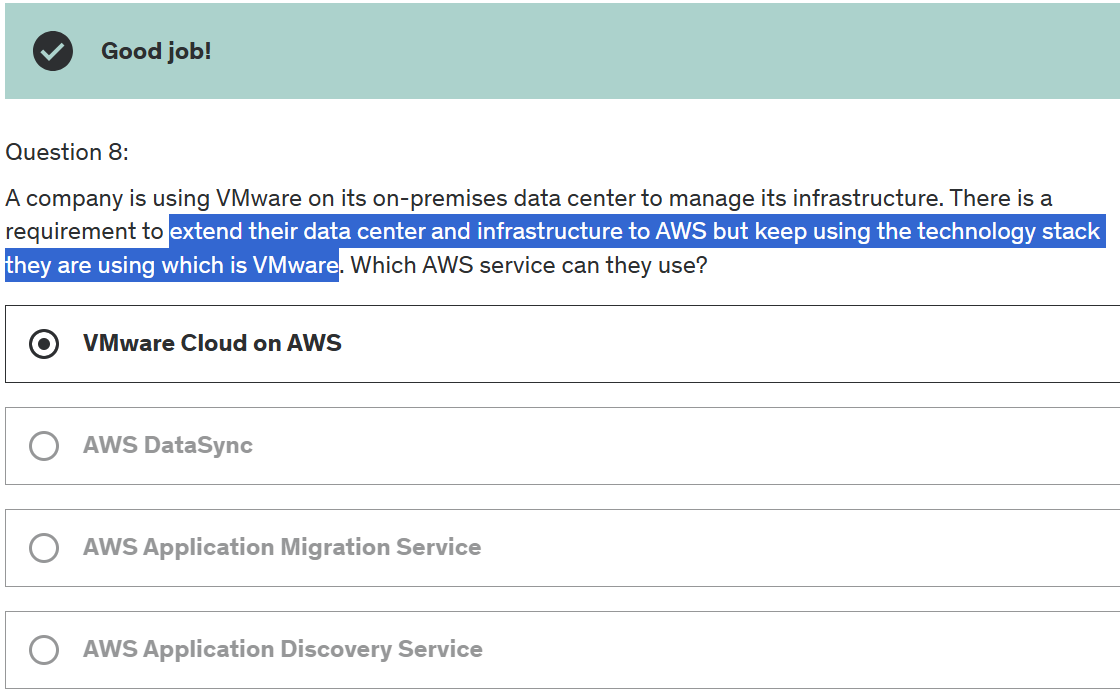 Good job!
Question 8:
A company is using VMware on its on-premises data center to manage its infrastructure. There is a
requirement to extend their data center and infrastructure to AWS but keep using the technology stack
they are using which is VMware. Which AWS service can they use?
VMware Cloud on AWS
AWS DataSync
AWS Application Migration Service
AWS Application Discovery Service